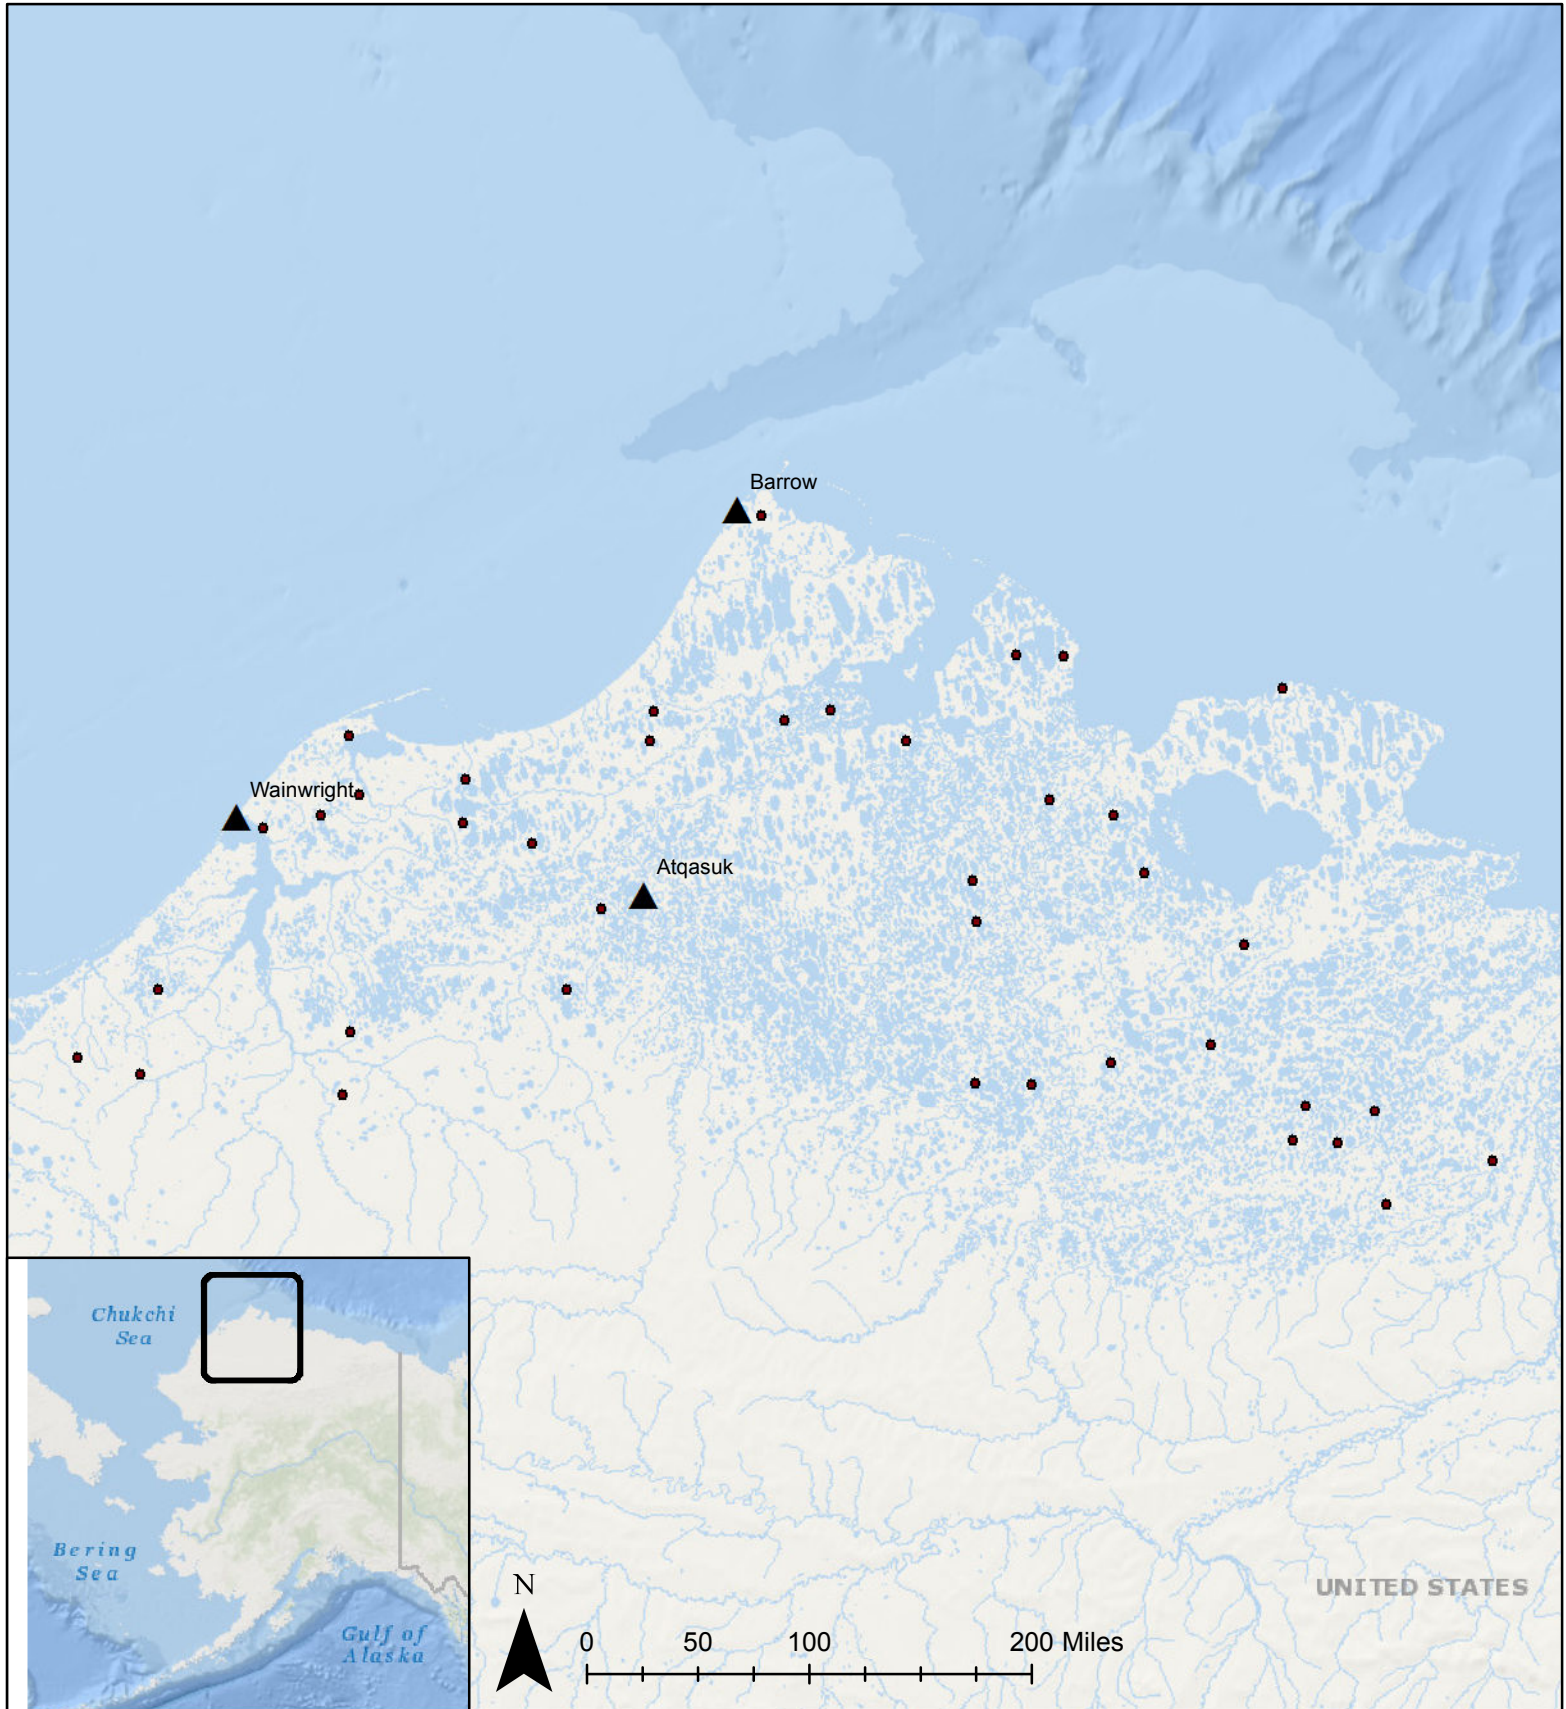 Barrow
Wainwright
Atqasuk
Chukchi
Sea
Bering
Sea
Gulf of
Alaska
N
0 50 100 200 Miles
UNITED STATES